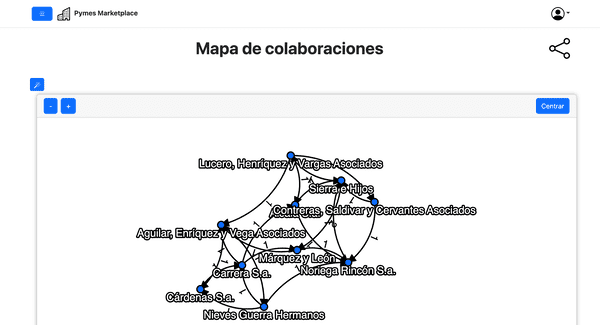 Pymes Marketplace
Mapa de colaboraciones
-
+
Centrar
Lucero, Henríquez y Vargas Asociados
Sierra e Hijos
Contreras, Saldivar y Cervantes Asociados
Aguilar, Enríquez y Vega Asociados
Márquez y León
Noriega Rincón S.a.
Carrera S.a.
Cárdenas S.a.
Nieves Guerra Hermanos